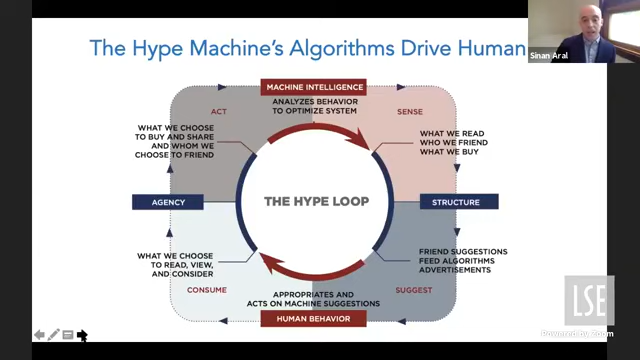 The Hype Machine's Algorithms Drive Human
Sinan Aral
MACHINE INTELLIGENCE
ANALYZES BEHAVIOR
TO OPTIMIZE SYSTEM
ACT
SENSE
WHAT WE CHOOSE
TO BUY AND SHARE
AND WHOM WE
CHOOSE TO FRIEND
WHAT WE READ
WHO WE FRIEND
WHAT WE BUY
AGENCY
THE HYPE LOOP
STRUCTURE
WHAT WE CHOOSE
TO READ, VIEW,
AND CONSIDER
FRIEND SUGGESTIONS
FEED ALGORITHMS
ADVERTISEMENTS
CONSUME
SUGGEST
APPROPRIATES AND
ACTS ON MACHINE SUGGESTIONS
HUMAN BEHAVIOR
LSE
Powered by Zoom